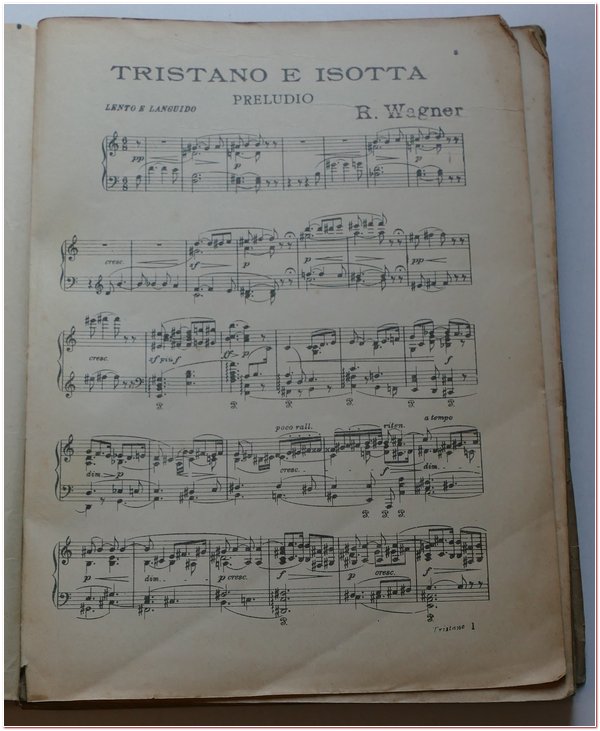 TRISTANO E ISOTTA
PRELUDIO
LENTO E LANGUIDO
R. Wagner
pp
p
p
cresc.
sf
p
p
pp
cresc.
sf più f
ff
p
f
poco rall.
riten.
a tempo
dim.
p
cresc.
f
dim.
p
dim.
p cresc.
f
p
cresc.
f
Tristano 1